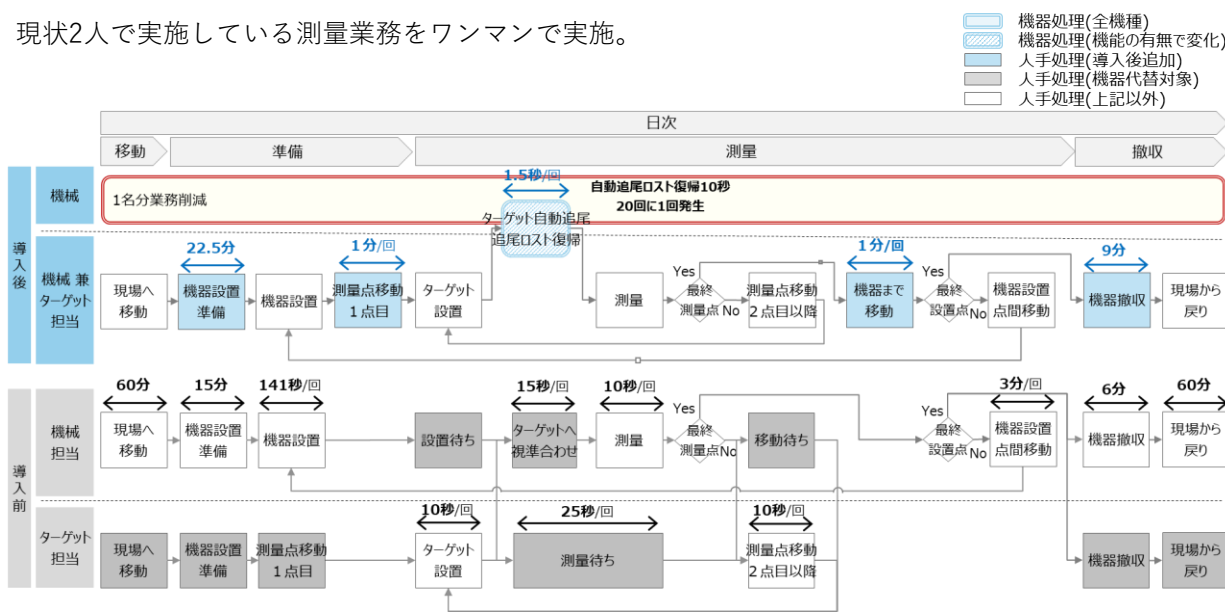 現状2人で実施している測量業務をワンマンで実施。
機器処理(全機種)
機器処理(機能の有無で変化)
人手処理(導入後追加)
人手処理(機器代替対象)
人手処理(上記以外)
日次
移動
準備
測量
撤収
導入後
機械
1名分業務削減
1.5秒/回
ターゲット自動追尾
追尾ロスト復帰
自動追尾ロスト復帰10秒
20回に1回発生
機械 兼
ターゲット
担当
現場へ
移動
22.5分
機器設置
準備
機器設置
1分/回
測量点移動
1点目
ターゲット
設置
測量
Yes
最終
測量点
No
測量点移動
2点目以降
1分/回
機器まで
移動
Yes
最終
設置点
No
機器設置
点間移動
9分
機器撤収
現場から
戻り
導入前
機械
担当
60分
現場へ
移動
15分
機器設置
準備
141秒/回
機器設置
設置待ち
15秒/回
ターゲットへ
視準合わせ
10秒/回
測量
Yes
最終
測量点
No
移動待ち
Yes
最終
設置点
No
3分/回
機器設置
点間移動
6分
機器撤収
60分
現場から
戻り
ターゲット
担当
現場へ
移動
機器設置
準備
測量点移動
1点目
10秒/回
ターゲット
設置
25秒/回
測量待ち
10秒/回
測量点移動
2点目以降
機器撤収
現場から
戻り